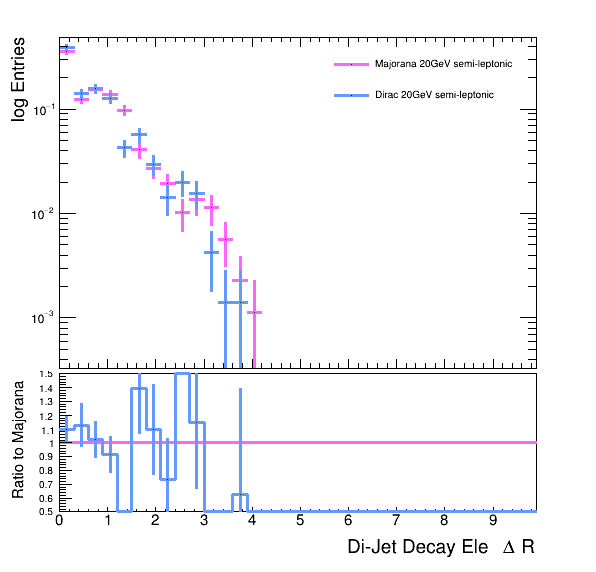 log Entries
Majorana 20GeV semi-leptonic
Dirac 20GeV semi-leptonic
10⁻¹
10⁻²
10⁻³
Ratio to Majorana
1.5
1.4
1.3
1.2
1.1
1
0.9
0.8
0.7
0.6
0.5
0 1 2 3 4 5 6 7 8 9
Di-Jet Decay Ele Δ R